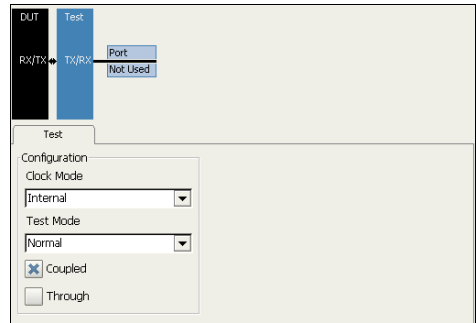 DUT Test
RX/TX TX/RX Port
Not Used
Test
Configuration
Clock Mode
Internal
Test Mode
Normal
Coupled
Through